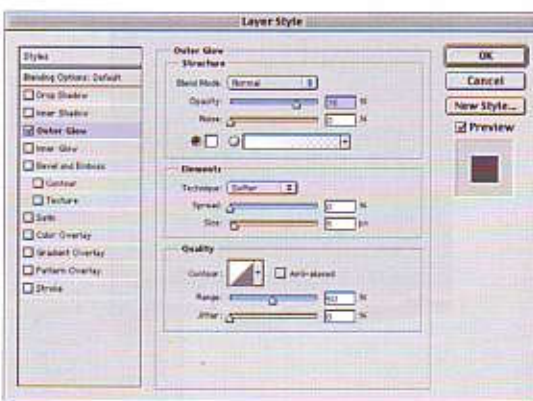 Layer Style
Styles
Blending Options: Default
Drop Shadow
Inner Shadow
Outer Glow
Inner Glow
Bevel and Emboss
Contour
Texture
Satin
Color Overlay
Gradient Overlay
Pattern Overlay
Stroke
Outer Glow
Structure
Blend Mode: Normal
Opacity: %
Noise: 0 %
Elements
Technique: Softer
Spread: 0 %
Size: px
Quality
Contour: Anti-aliased
Range: 50 %
Jitter: 0 %
OK
Cancel
New Style...
Preview